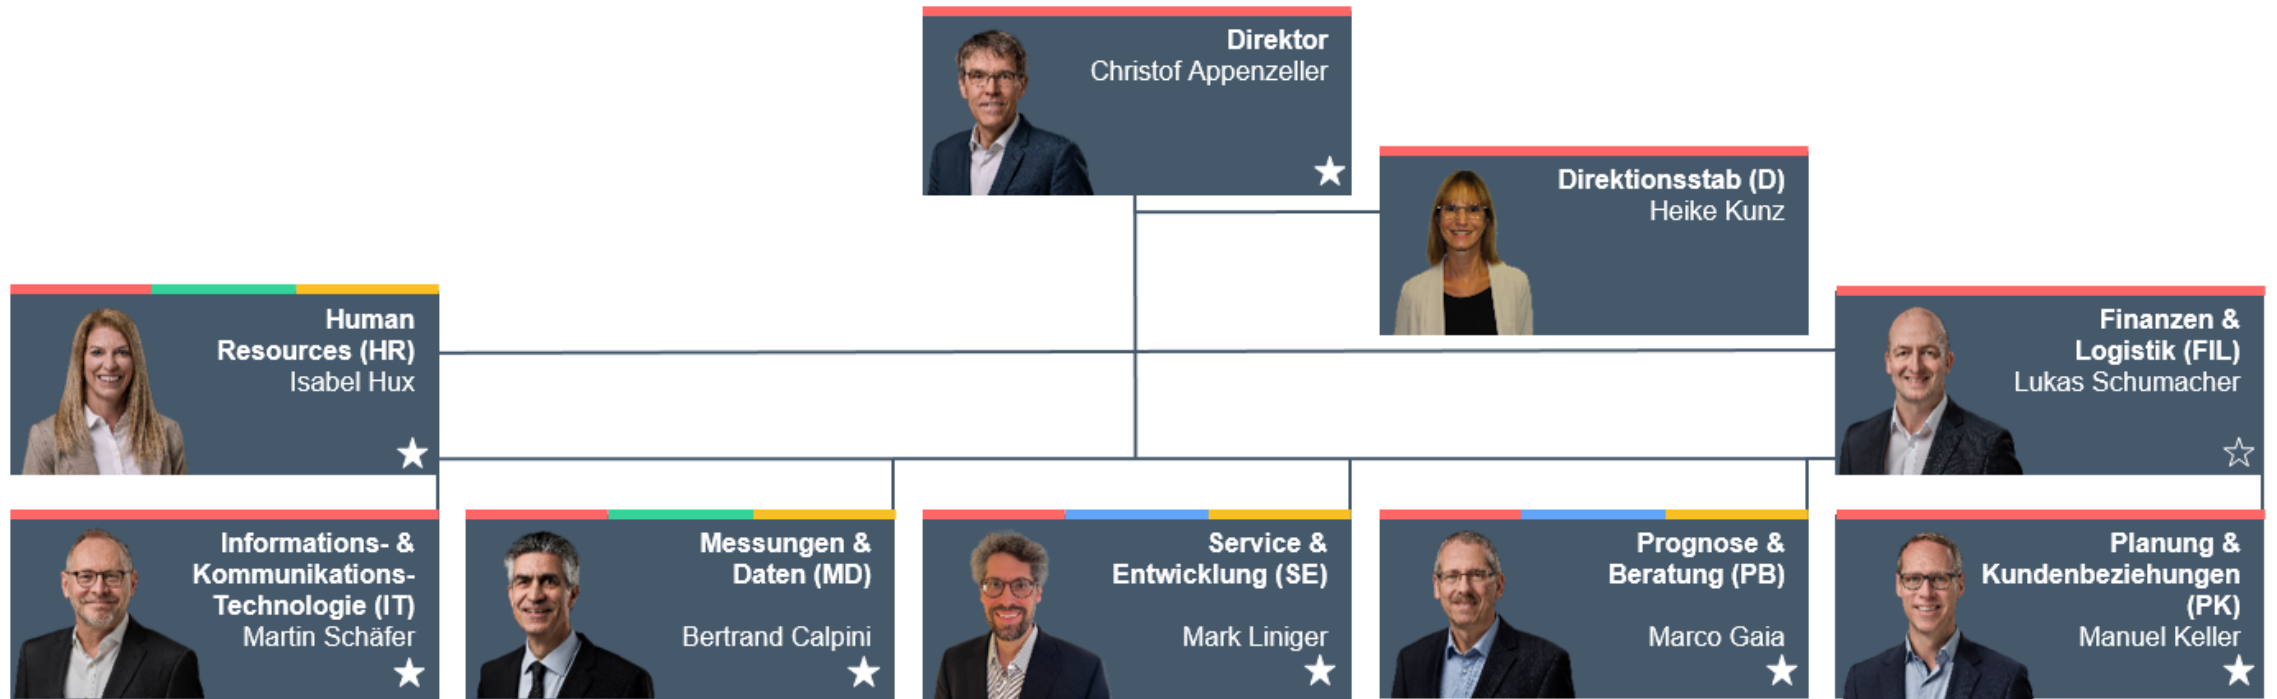 Direktor
Christof Appenzeller
Direktionsstab (D)
Heike Kunz
Human
Resources (HR)
Isabel Hux
Finanzen &
Logistik (FIL)
Lukas Schumacher
Informations- &
Kommunikations-
Technologie (IT)
Martin Schäfer
Messungen &
Daten (MD)
Bertrand Calpini
Service &
Entwicklung (SE)
Mark Liniger
Prognose &
Beratung (PB)
Marco Gaia
Planung &
Kundenbeziehungen
(PK)
Manuel Keller